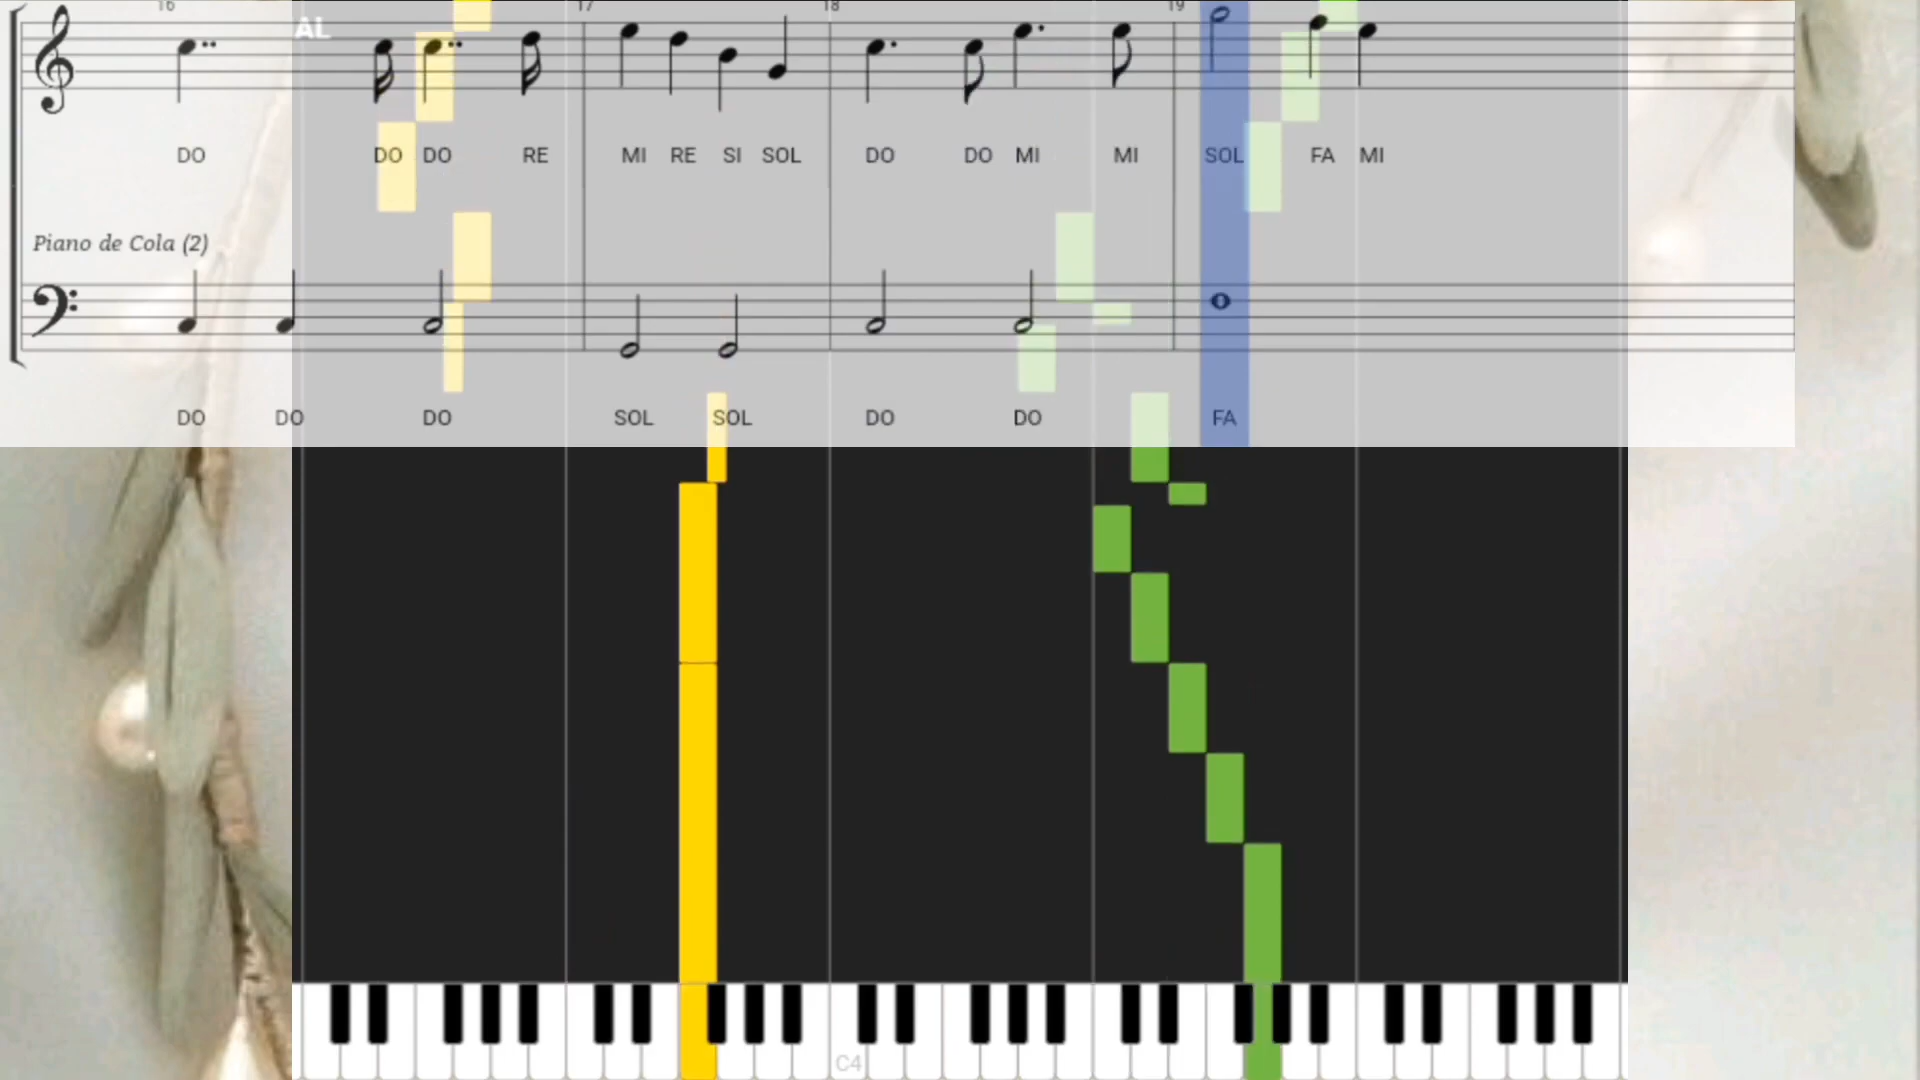 16 17 18 19
AL
DO DO DO RE MI RE SI SOL DO DO MI MI SOL FA MI
Piano de Cola (2)
DO DO DO SOL SOL DO DO FA
C4